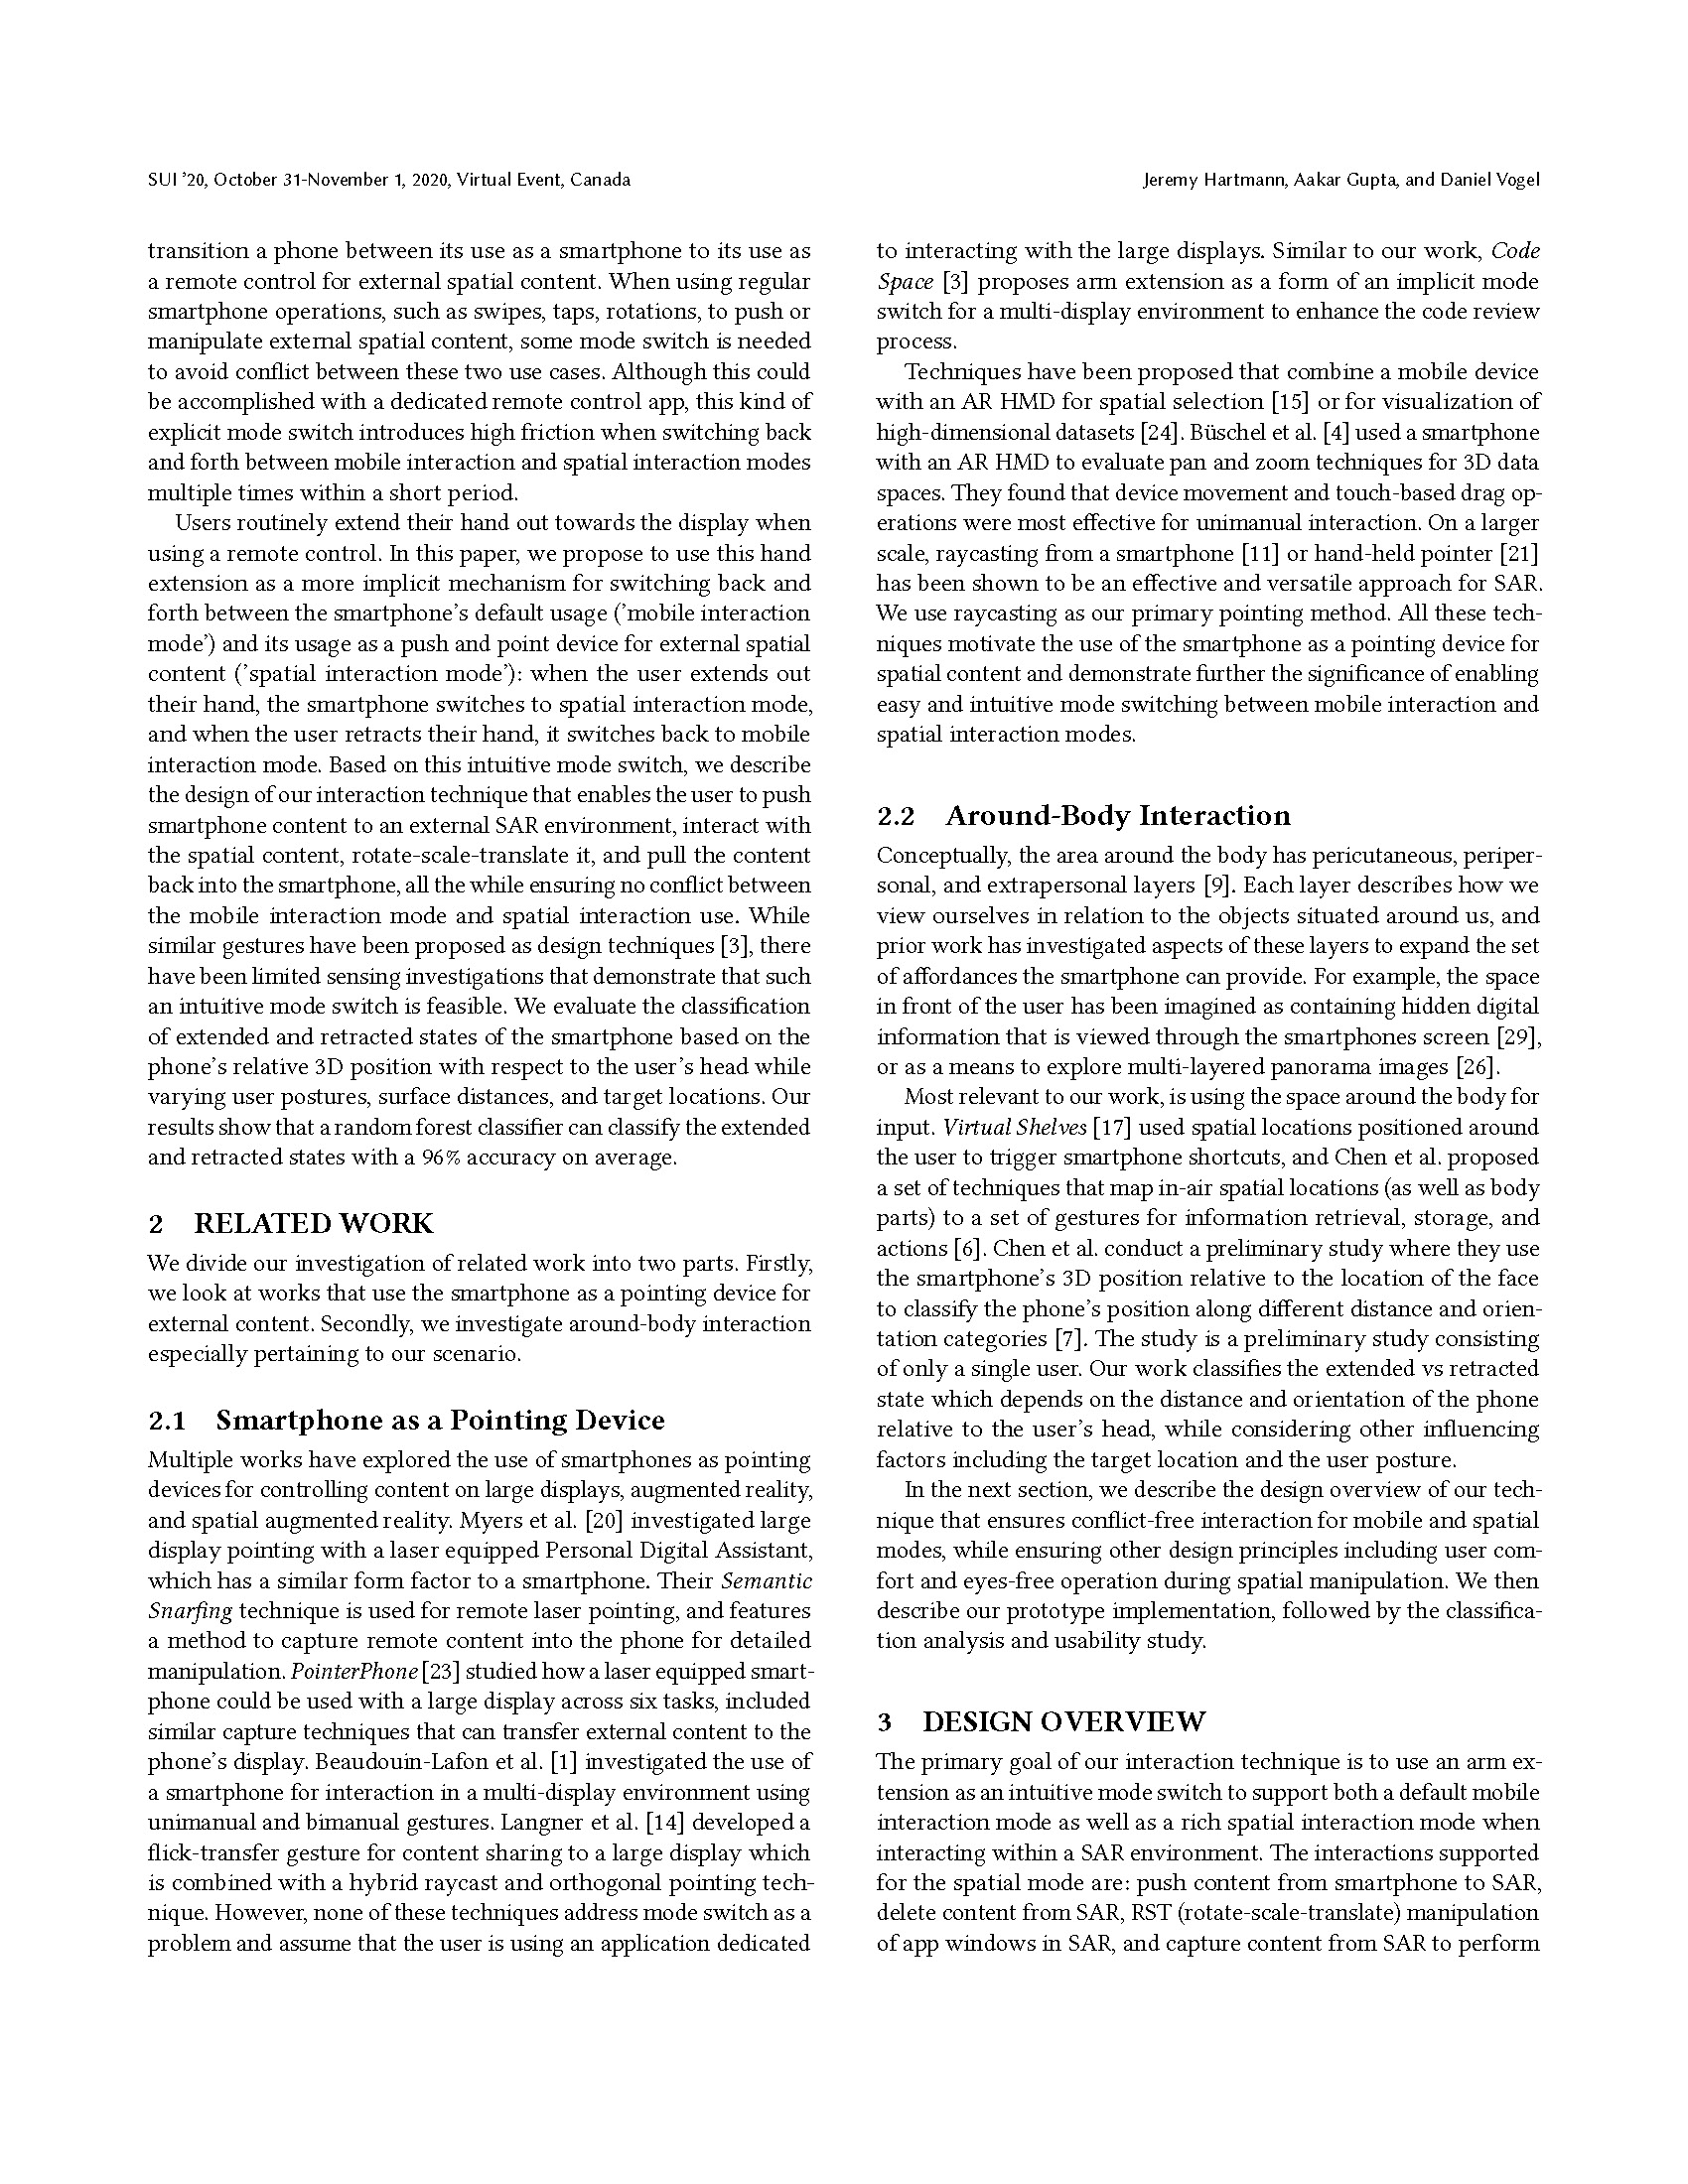 SUI '20, October 31-November 1, 2020, Virtual Event, Canada
Jeremy Hartmann, Aakar Gupta, and Daniel Vogel
transition a phone between its use as a smartphone to its use as
a remote control for external spatial content. When using regular
smartphone operations, such as swipes, taps, rotations, to push or
manipulate external spatial content, some mode switch is needed
to avoid conflict between these two use cases. Although this could
be accomplished with a dedicated remote control app, this kind of
explicit mode switch introduces high friction when switching back
and forth between mobile interaction and spatial interaction modes
multiple times within a short period.
Users routinely extend their hand out towards the display when
using a remote control. In this paper, we propose to use this hand
extension as a more implicit mechanism for switching back and
forth between the smartphone's default usage ('mobile interaction
mode') and its usage as a push and point device for external spatial
content ('spatial interaction mode'): when the user extends out
their hand, the smartphone switches to spatial interaction mode,
and when the user retracts their hand, it switches back to mobile
interaction mode. Based on this intuitive mode switch, we describe
the design of our interaction technique that enables the user to push
smartphone content to an external SAR environment, interact with
the spatial content, rotate-scale-translate it, and pull the content
back into the smartphone, all the while ensuring no conflict between
the mobile interaction mode and spatial interaction use. While
similar gestures have been proposed as design techniques [3], there
have been limited sensing investigations that demonstrate that such
an intuitive mode switch is feasible. We evaluate the classification
of extended and retracted states of the smartphone based on the
phone's relative 3D position with respect to the user's head while
varying user postures, surface distances, and target locations. Our
results show that a random forest classifier can classify the extended
and retracted states with a 96% accuracy on average.
2 RELATED WORK
We divide our investigation of related work into two parts. Firstly,
we look at works that use the smartphone as a pointing device for
external content. Secondly, we investigate around-body interaction
especially pertaining to our scenario.
2.1 Smartphone as a Pointing Device
Multiple works have explored the use of smartphones as pointing
devices for controlling content on large displays, augmented reality,
and spatial augmented reality. Myers et al. [20] investigated large
display pointing with a laser equipped Personal Digital Assistant,
which has a similar form factor to a smartphone. Their Semantic
Snarfing technique is used for remote laser pointing, and features
a method to capture remote content into the phone for detailed
manipulation. PointerPhone [23] studied how a laser equipped smart-
phone could be used with a large display across six tasks, included
similar capture techniques that can transfer external content to the
phone's display. Beaudouin-Lafon et al. [1] investigated the use of
a smartphone for interaction in a multi-display environment using
unimanual and bimanual gestures. Langner et al. [14] developed a
flick-transfer gesture for content sharing to a large display which
is combined with a hybrid raycast and orthogonal pointing tech-
nique. However, none of these techniques address mode switch as a
problem and assume that the user is using an application dedicated
to interacting with the large displays. Similar to our work, Code
Space [3] proposes arm extension as a form of an implicit mode
switch for a multi-display environment to enhance the code review
process.
Techniques have been proposed that combine a mobile device
with an AR HMD for spatial selection [15] or for visualization of
high-dimensional datasets [24]. Büschel et al. [4] used a smartphone
with an AR HMD to evaluate pan and zoom techniques for 3D data
spaces. They found that device movement and touch-based drag op-
erations were most effective for unimanual interaction. On a larger
scale, raycasting from a smartphone [11] or hand-held pointer [21]
has been shown to be an effective and versatile approach for SAR.
We use raycasting as our primary pointing method. All these tech-
niques motivate the use of the smartphone as a pointing device for
spatial content and demonstrate further the significance of enabling
easy and intuitive mode switching between mobile interaction and
spatial interaction modes.
2.2 Around-Body Interaction
Conceptually, the area around the body has pericutaneous, periper-
sonal, and extrapersonal layers [9]. Each layer describes how we
view ourselves in relation to the objects situated around us, and
prior work has investigated aspects of these layers to expand the set
of affordances the smartphone can provide. For example, the space
in front of the user has been imagined as containing hidden digital
information that is viewed through the smartphones screen [29],
or as a means to explore multi-layered panorama images [26].
Most relevant to our work, is using the space around the body for
input. Virtual Shelves [17] used spatial locations positioned around
the user to trigger smartphone shortcuts, and Chen et al. proposed
a set of techniques that map in-air spatial locations (as well as body
parts) to a set of gestures for information retrieval, storage, and
actions [6]. Chen et al. conduct a preliminary study where they use
the smartphone's 3D position relative to the location of the face
to classify the phone's position along different distance and orien-
tation categories [7]. The study is a preliminary study consisting
of only a single user. Our work classifies the extended vs retracted
state which depends on the distance and orientation of the phone
relative to the user's head, while considering other influencing
factors including the target location and the user posture.
In the next section, we describe the design overview of our tech-
nique that ensures conflict-free interaction for mobile and spatial
modes, while ensuring other design principles including user com-
fort and eyes-free operation during spatial manipulation. We then
describe our prototype implementation, followed by the classifica-
tion analysis and usability study.
3 DESIGN OVERVIEW
The primary goal of our interaction technique is to use an arm ex-
tension as an intuitive mode switch to support both a default mobile
interaction mode as well as a rich spatial interaction mode when
interacting within a SAR environment. The interactions supported
for the spatial mode are: push content from smartphone to SAR,
delete content from SAR, RST (rotate-scale-translate) manipulation
of app windows in SAR, and capture content from SAR to perform